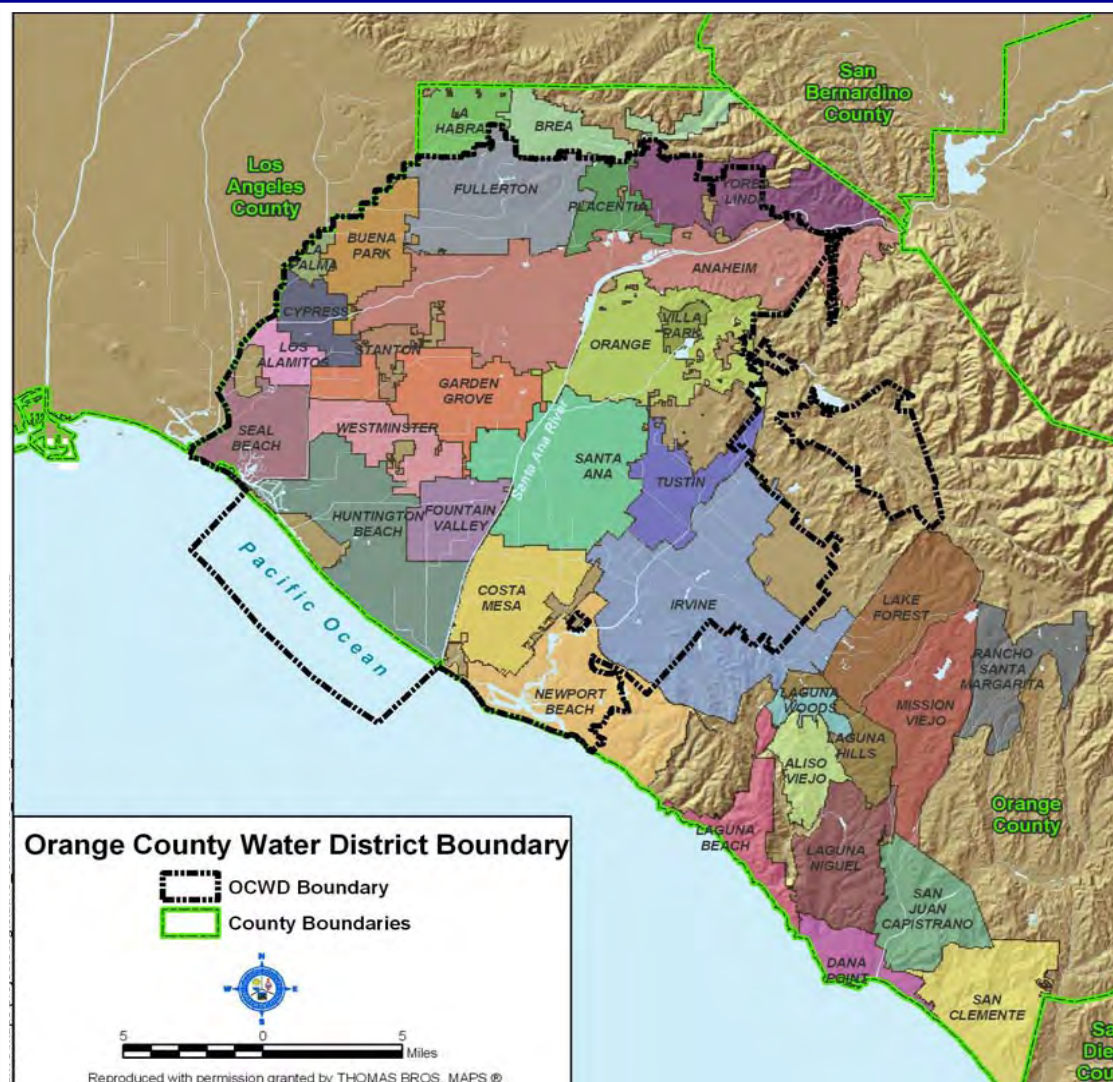 San
Bernardino
County
LA
HABRA
BREA
Los
Angeles
County
FULLERTON
YORBA
LINDA
PLACENTIA
BUENA
PARK
LA
PALMA
ANAHEIM
CYPRESS
VILLA
PARK
LOS
ALAMITOS
STANTON
ORANGE
GARDEN
GROVE
SEAL
BEACH
WESTMINSTER
Santa Ana River
SANTA
ANA
TUSTIN
HUNTINGTON
BEACH
FOUNTAIN
VALLEY
Pacific Ocean
COSTA
MESA
IRVINE
LAKE
FOREST
RANCHO
SANTA
MARGARITA
NEWPORT
BEACH
LAGUNA
WOODS
MISSION
VIEJO
LAGUNA
HILLS
ALISO
VIEJO
Orange
County
LAGUNA
BEACH
LAGUNA
NIGUEL
SAN
JUAN
CAPISTRANO
DANA
POINT
SAN
CLEMENTE
Sa
Die
Cou
Orange County Water District Boundary
OCWD Boundary
County Boundaries
N
W
E
S
5 0 5
Miles
Reproduced with permission granted by THOMAS BROS. MAPS ®